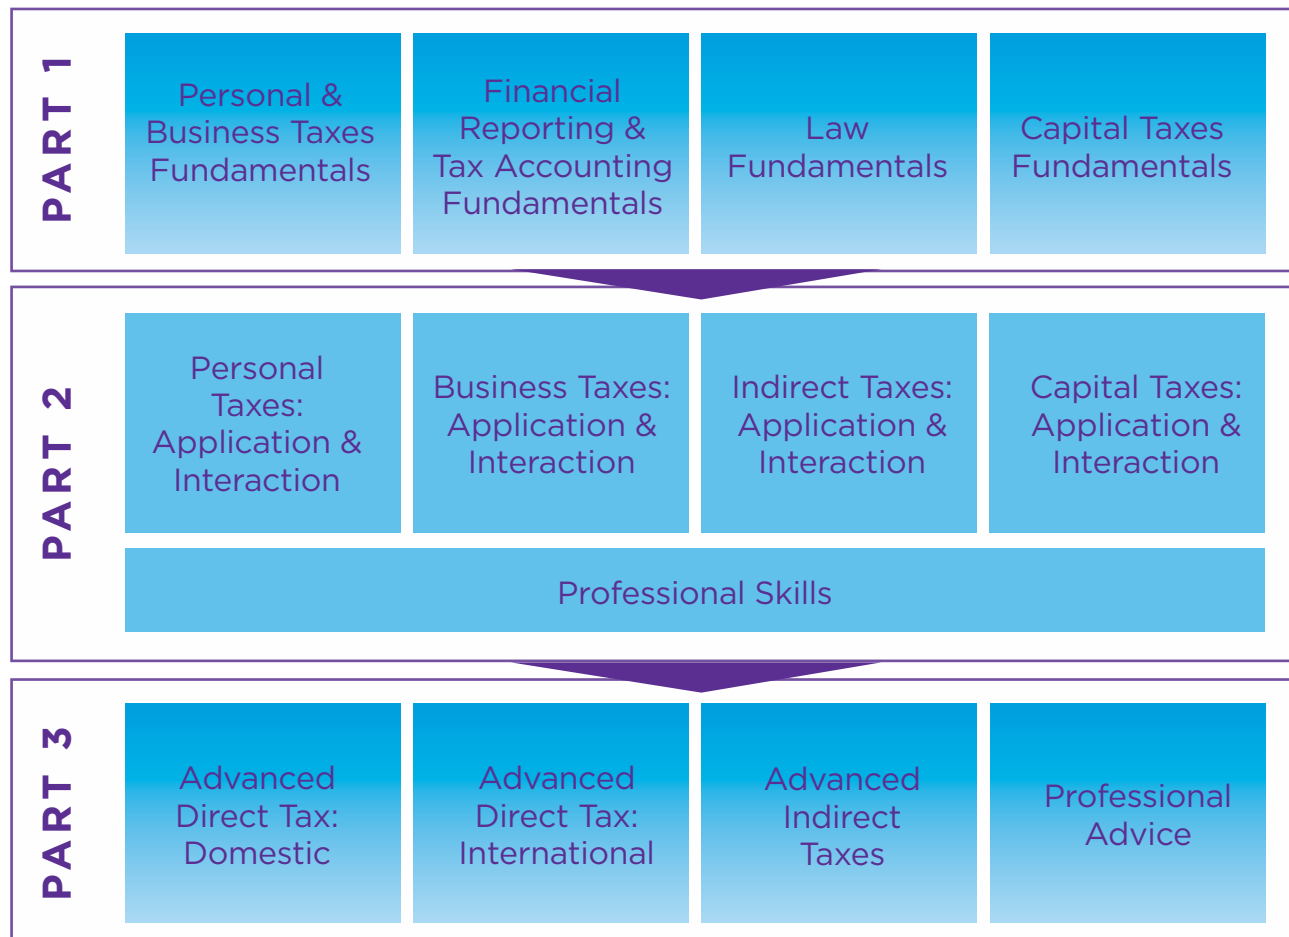 PART 1
Personal &
Business Taxes
Fundamentals
Financial
Reporting &
Tax Accounting
Fundamentals
Law
Fundamentals
Capital Taxes
Fundamentals
PART 2
Personal
Taxes:
Application &
Interaction
Business Taxes:
Application &
Interaction
Indirect Taxes:
Application &
Interaction
Capital Taxes:
Application &
Interaction
Professional Skills
PART 3
Advanced
Direct Tax:
Domestic
Advanced
Direct Tax:
International
Advanced
Indirect
Taxes
Professional
Advice